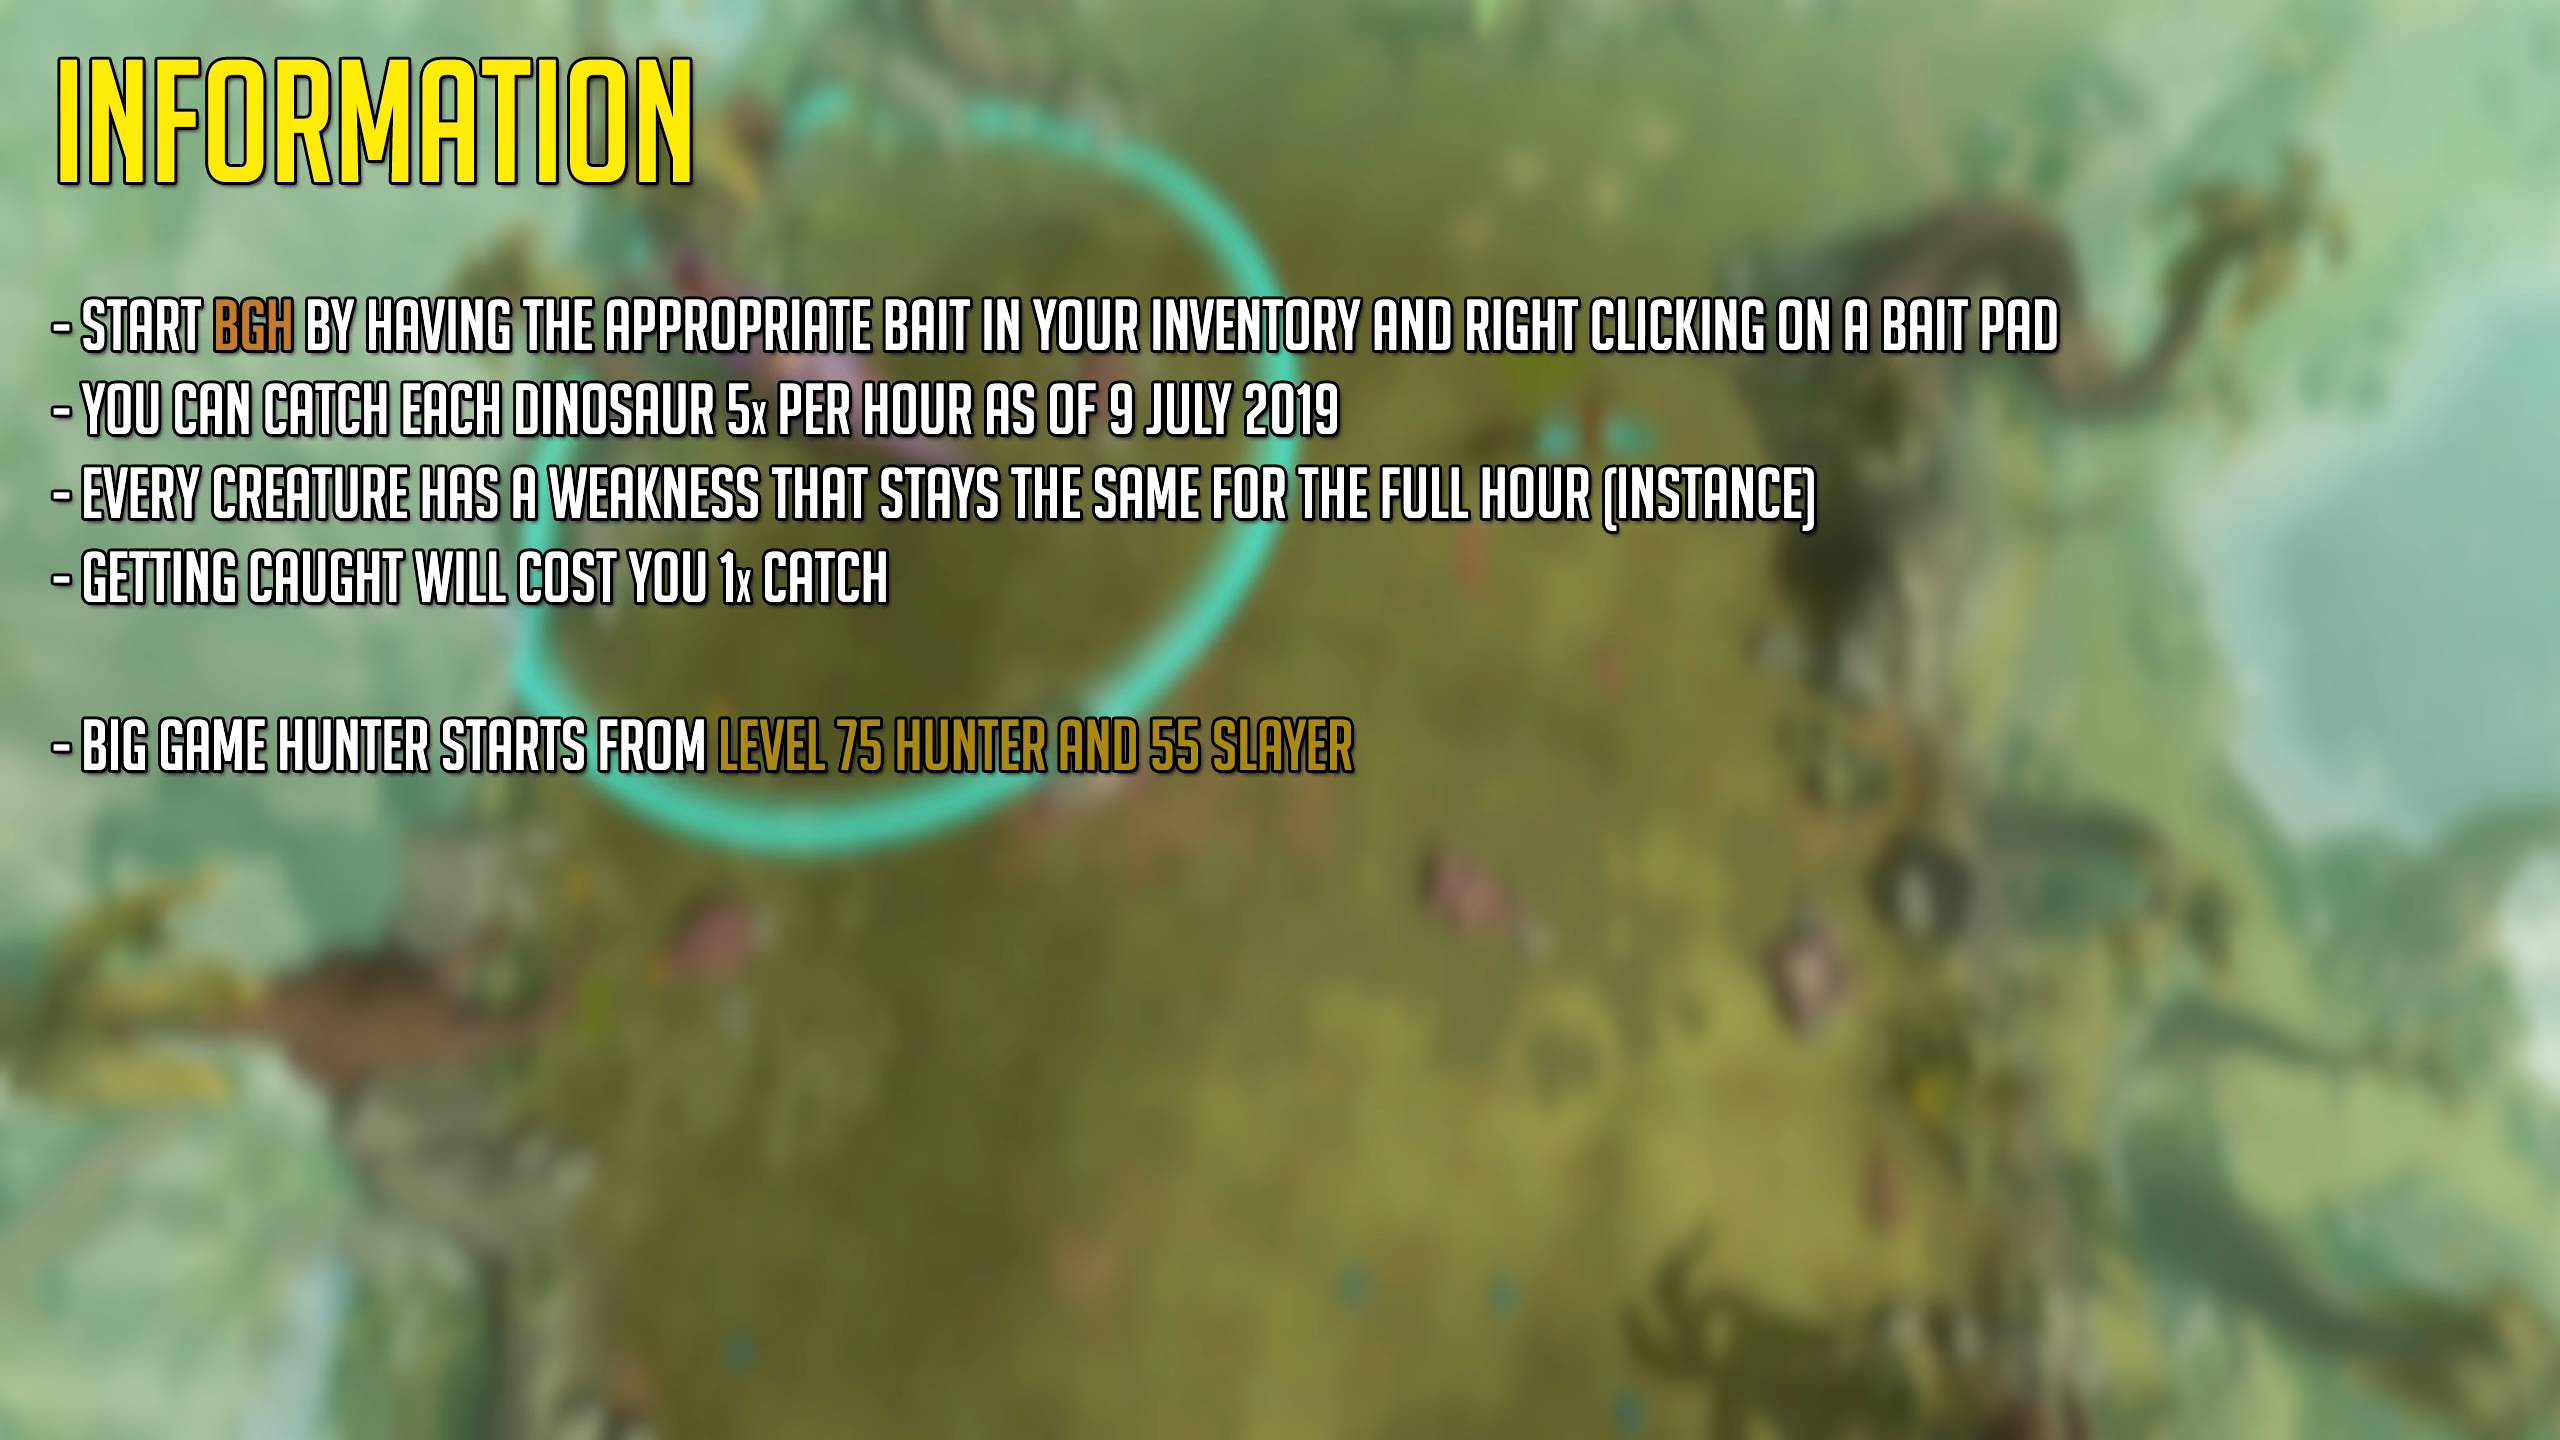 INFORMATION
- START BGH BY HAVING THE APPROPRIATE BAIT IN YOUR INVENTORY AND RIGHT CLICKING ON A BAIT PAD
- YOU CAN CATCH EACH DINOSAUR 5x PER HOUR AS OF 9 JULY 2019
- EVERY CREATURE HAS A WEAKNESS THAT STAYS THE SAME FOR THE FULL HOUR (INSTANCE)
- GETTING CAUGHT WILL COST YOU 1x CATCH
- BIG GAME HUNTER STARTS FROM LEVEL 75 HUNTER AND 55 SLAYER